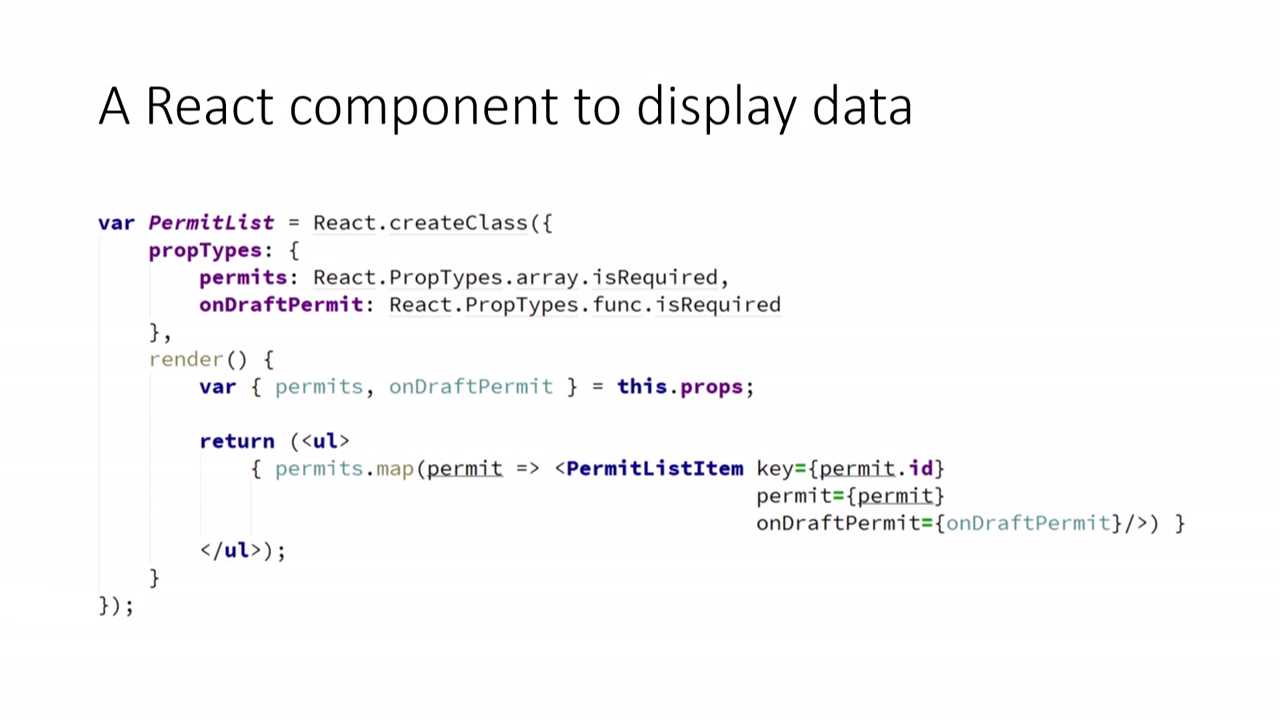 A React component to display data
var PermitList = React.createClass({
    propTypes: {
        permits: React.PropTypes.array.isRequired,
        onDraftPermit: React.PropTypes.func.isRequired
    },
    render() {
        var { permits, onDraftPermit } = this.props;
        return (<ul>
            { permits.map(permit => <PermitListItem key={permit.id}
                                                    permit={permit}
                                                    onDraftPermit={onDraftPermit}/>) }
        </ul>);
    }
});